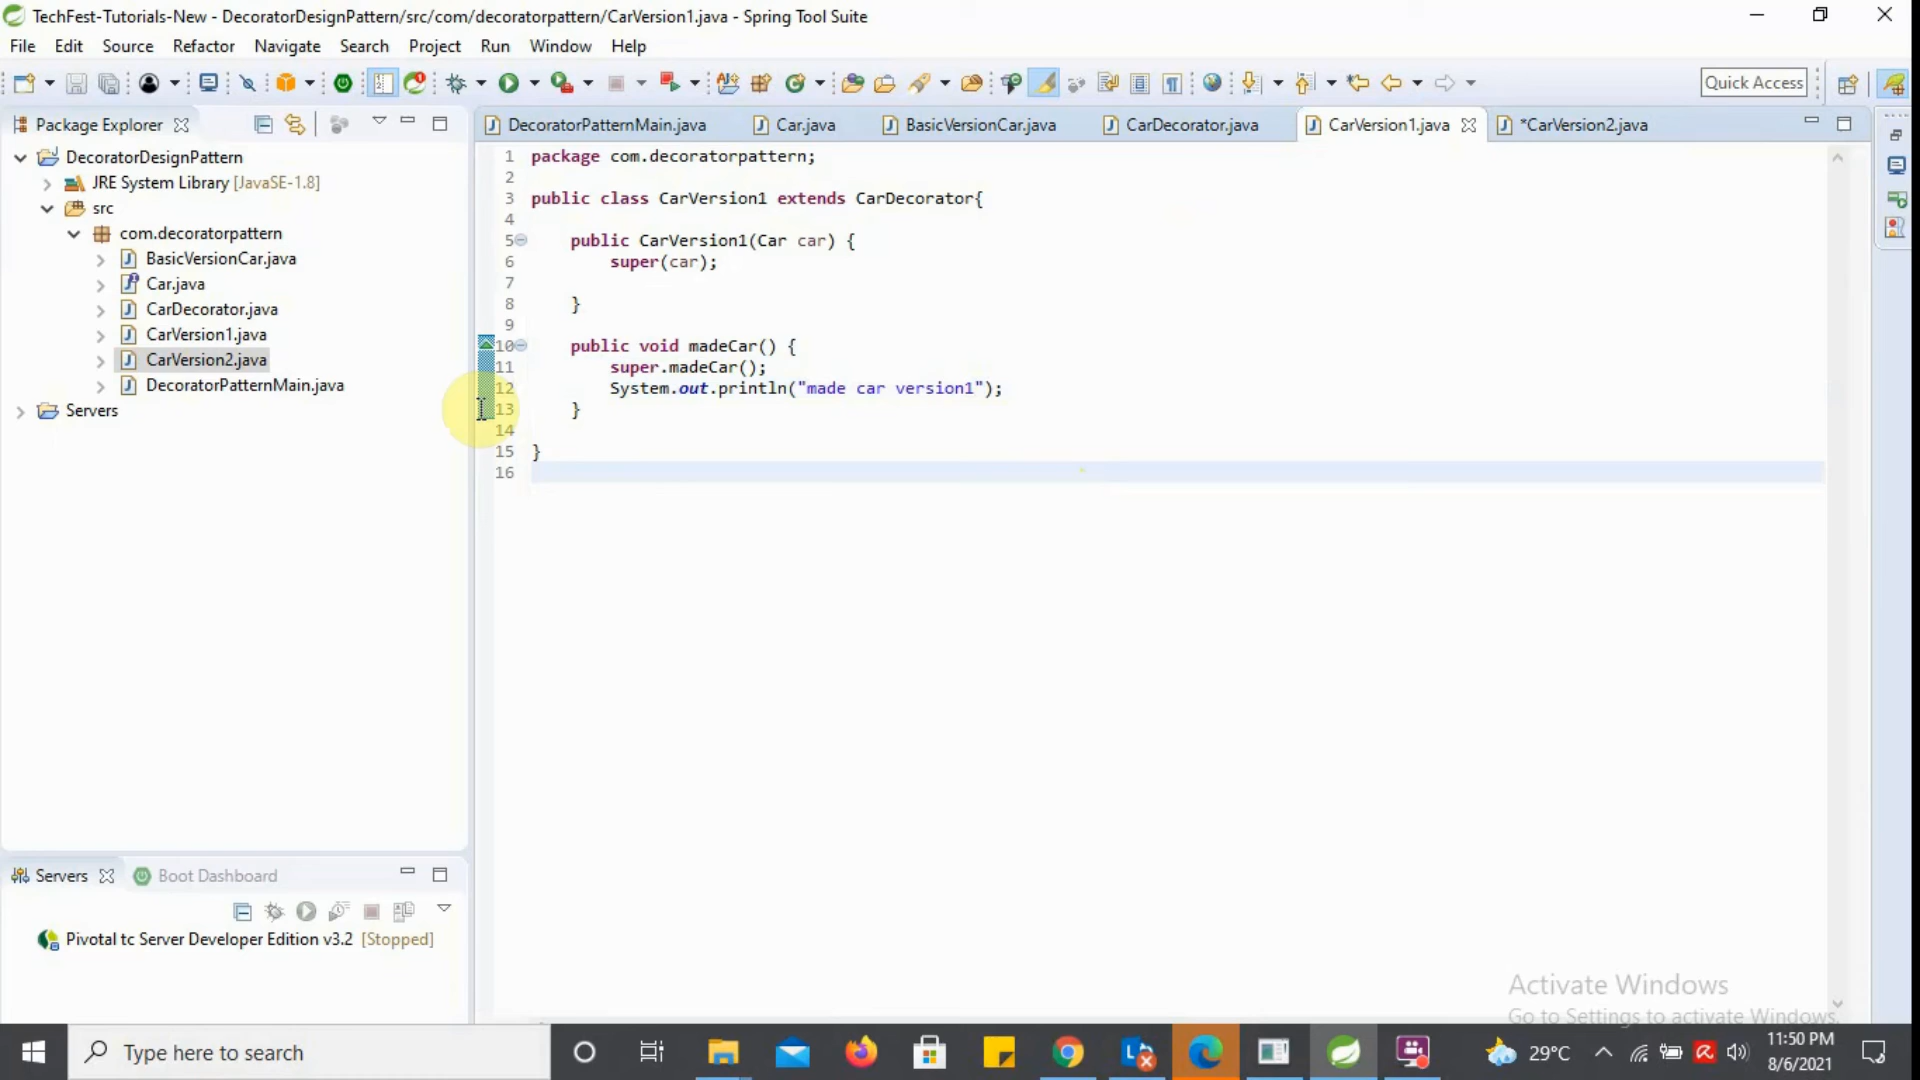 TechFest-Tutorials-New - DecoratorDesignPattern/src/com/decoratorpattern/CarVersion1.java - Spring Tool Suite
File Edit Source Refactor Navigate Search Project Run Window Help
Quick Access
Package Explorer
DecoratorPatternMain.java Car.java BasicVersionCar.java CarDecorator.java CarVersion1.java *CarVersion2.java
DecoratorDesignPattern
JRE System Library [JavaSE-1.8]
src
com.decoratorpattern
BasicVersionCar.java
Car.java
CarDecorator.java
CarVersion1.java
CarVersion2.java
DecoratorPatternMain.java
Servers
1 package com.decoratorpattern;
2
3 public class CarVersion1 extends CarDecorator{
4
5 public CarVersion1(Car car) {
6 super(car);
7
8 }
9
10 public void madeCar() {
11 super.madeCar();
12 System.out.println("made car version1");
13 }
14
15 }
16
Servers Boot Dashboard
Pivotal tc Server Developer Edition v3.2 [Stopped]
Activate Windows
Go to Settings to activate Windows.
Type here to search
29°C
11:50 PM
8/6/2021